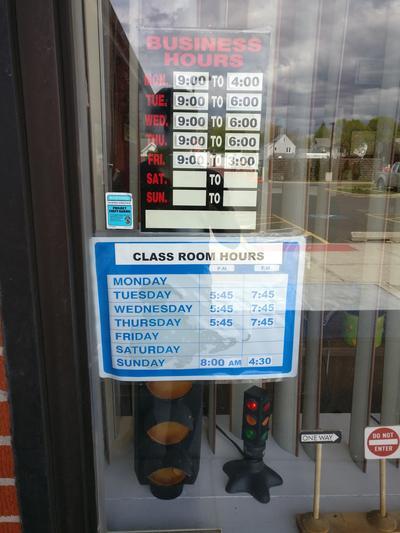 BUSINESS
HOURS
MON. 9:00 TO 4:00
TUE. 9:00 TO 6:00
WED. 9:00 TO 6:00
THU. 9:00 TO 6:00
FRI. 9:00 TO 3:00
SAT. TO
SUN. TO
CLASS ROOM HOURS
P.M. P.M.
MONDAY
TUESDAY 5:45 7:45
WEDNESDAY 5:45 7:45
THURSDAY 5:45 7:45
FRIDAY
SATURDAY
SUNDAY 8:00 AM 4:30
ONE WAY
DO NOT
ENTER